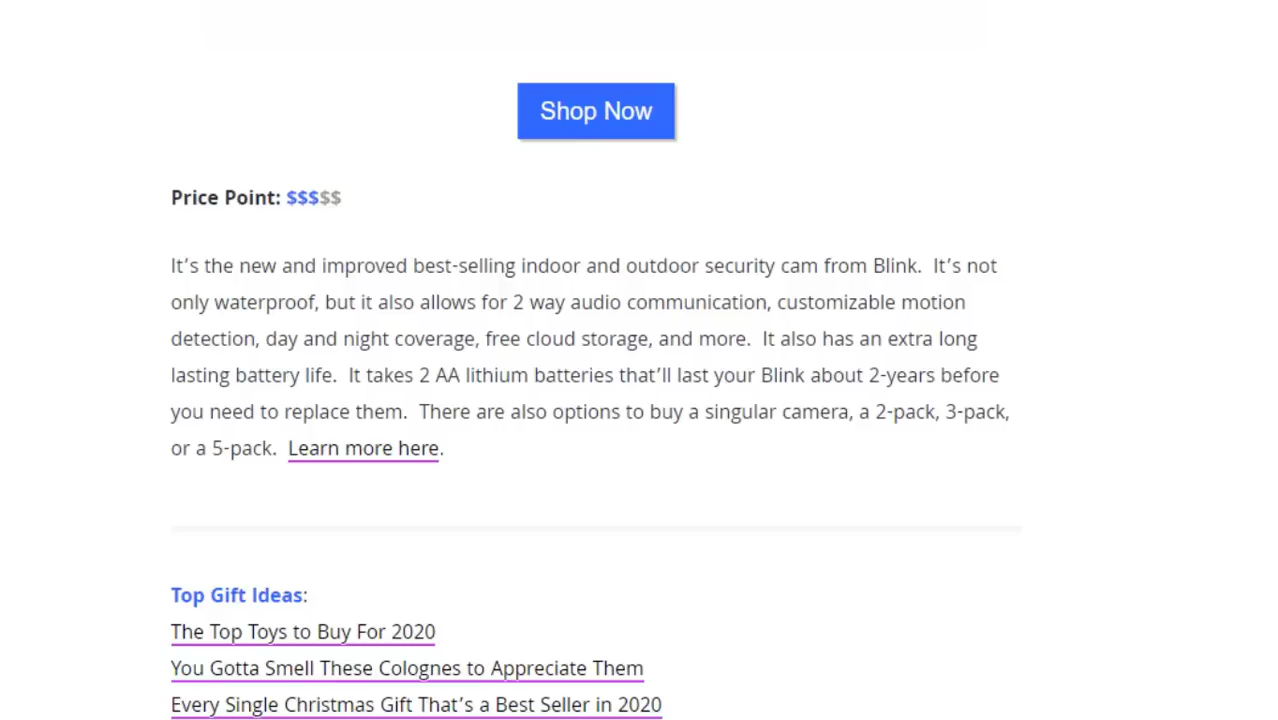 Shop Now
Price Point: $$$$$
It's the new and improved best-selling indoor and outdoor security cam from Blink.  It's not
only waterproof, but it also allows for 2 way audio communication, customizable motion
detection, day and night coverage, free cloud storage, and more.  It also has an extra long
lasting battery life.  It takes 2 AA lithium batteries that'll last your Blink about 2-years before
you need to replace them.  There are also options to buy a singular camera, a 2-pack, 3-pack,
or a 5-pack.  Learn more here.
Top Gift Ideas:
The Top Toys to Buy For 2020
You Gotta Smell These Colognes to Appreciate Them
Every Single Christmas Gift That's a Best Seller in 2020